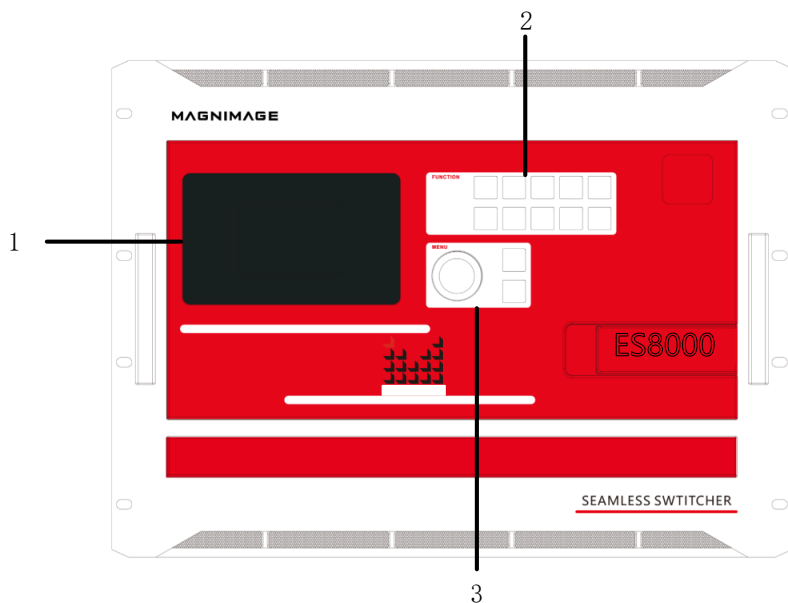 2
MAGNIMAGE
FUNCTION
1
MENU
ES8000
SEAMLESS SWTITCHER
3